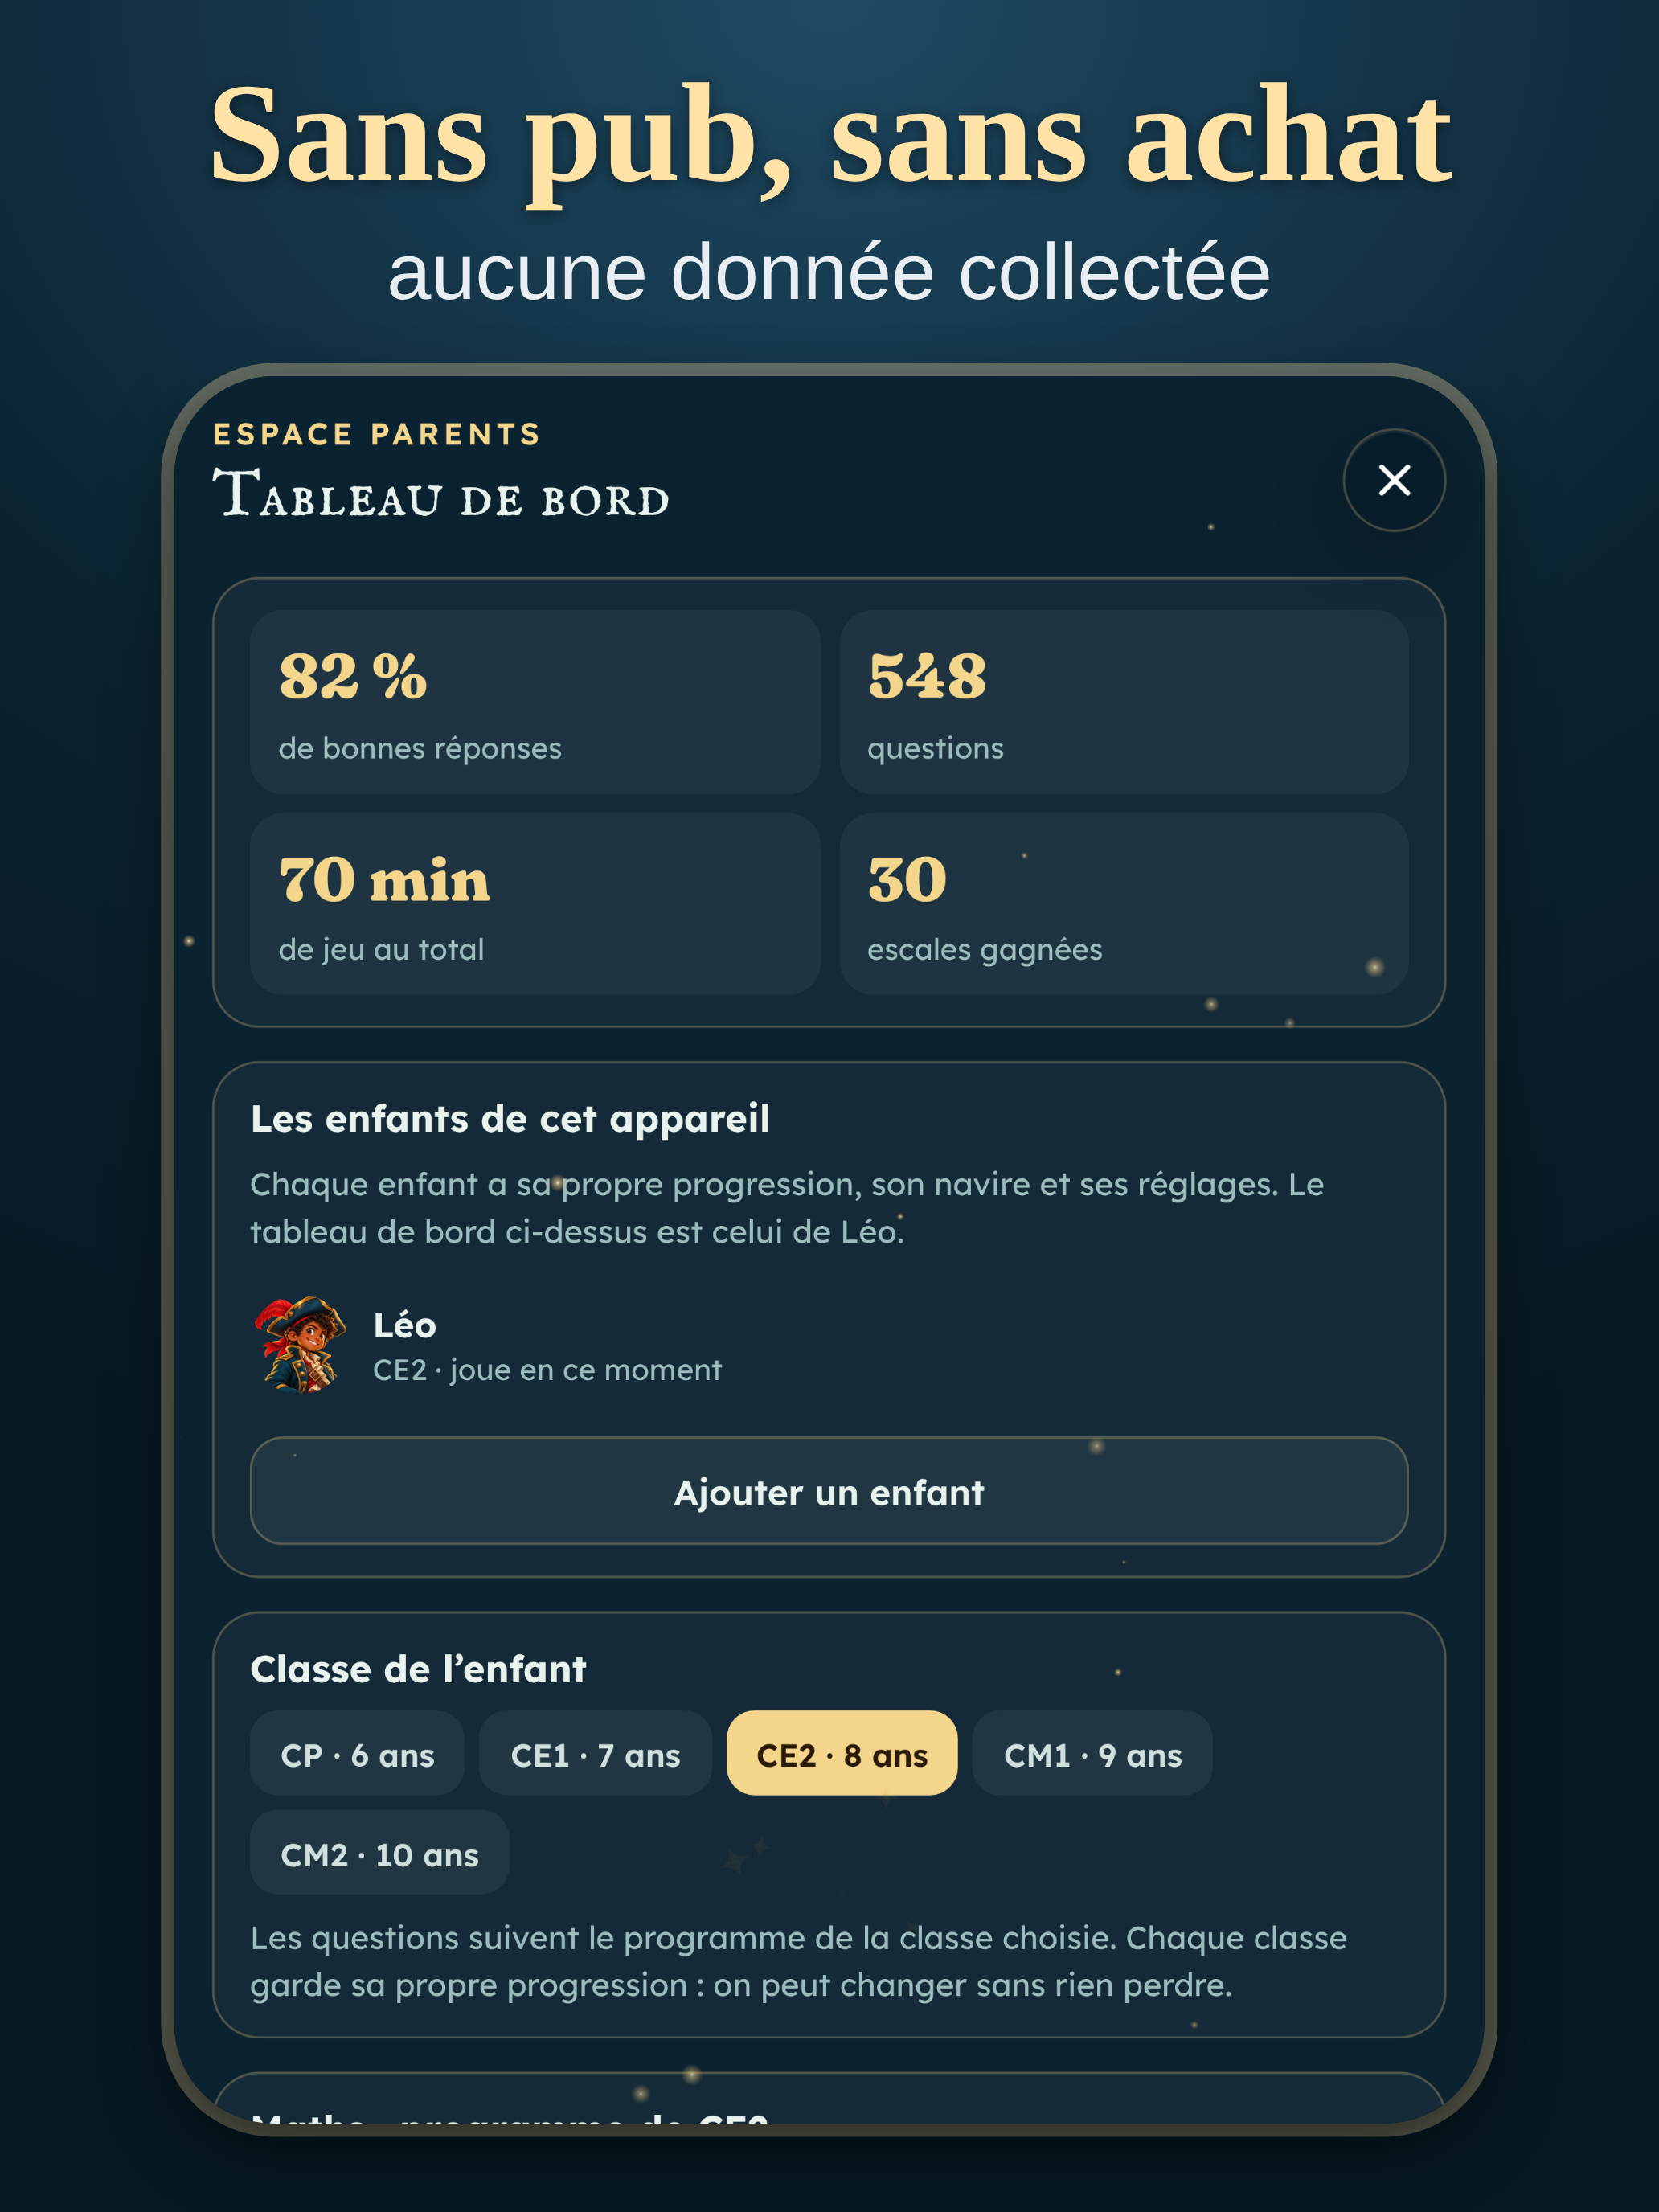 Sans pub, sans achat
aucune donnée collectée
ESPACE PARENTS
Tableau de bord
82 %
de bonnes réponses
548
questions
70 min
de jeu au total
30
escales gagnées
Les enfants de cet appareil
Chaque enfant a sa propre progression, son navire et ses réglages. Le
tableau de bord ci-dessus est celui de Léo.
Léo
CE2 · joue en ce moment
Ajouter un enfant
Classe de l’enfant
CP · 6 ans
CE1 · 7 ans
CE2 · 8 ans
CM1 · 9 ans
CM2 · 10 ans
Les questions suivent le programme de la classe choisie. Chaque classe
garde sa propre progression : on peut changer sans rien perdre.
programme de CE2